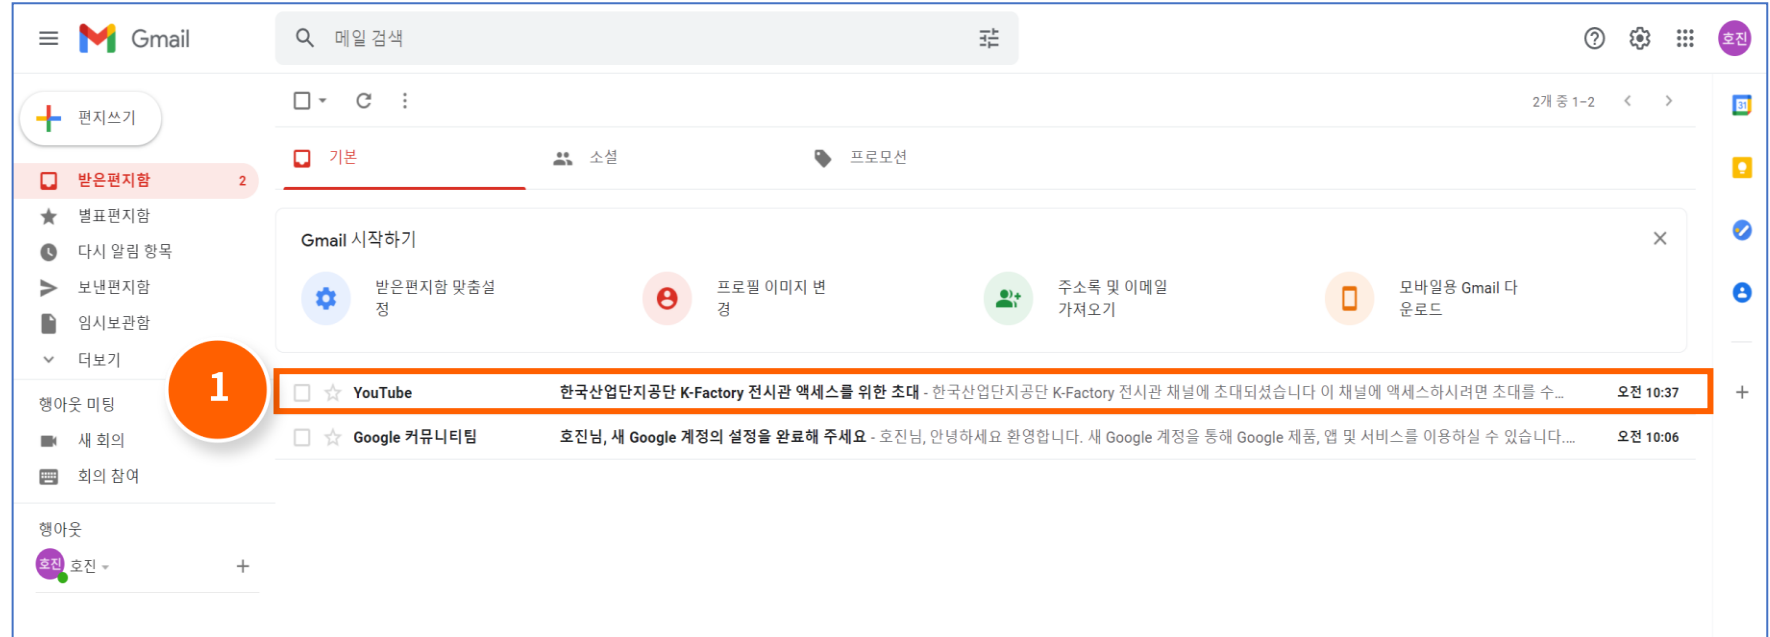 Gmail
메일 검색
호진
편지쓰기
2개 중 1–2
31
기본
소셜
프로모션
받은편지함 2
별표편지함
다시 알림 항목
보낸편지함
임시보관함
더보기
Gmail 시작하기
받은편지함 맞춤설
정
프로필 이미지 변
경
주소록 및 이메일
가져오기
모바일용 Gmail 다
운로드
1
YouTube 한국산업단지공단 K-Factory 전시관 액세스를 위한 초대 - 한국산업단지공단 K-Factory 전시관 채널에 초대되셨습니다 이 채널에 액세스하시려면 초대를 수... 오전 10:37
Google 커뮤니티팀 호진님, 새 Google 계정의 설정을 완료해 주세요 - 호진님, 안녕하세요 환영합니다. 새 Google 계정을 통해 Google 제품, 앱 및 서비스를 이용하실 수 있습니다.... 오전 10:06
행아웃 미팅
새 회의
회의 참여
행아웃
호진 호진